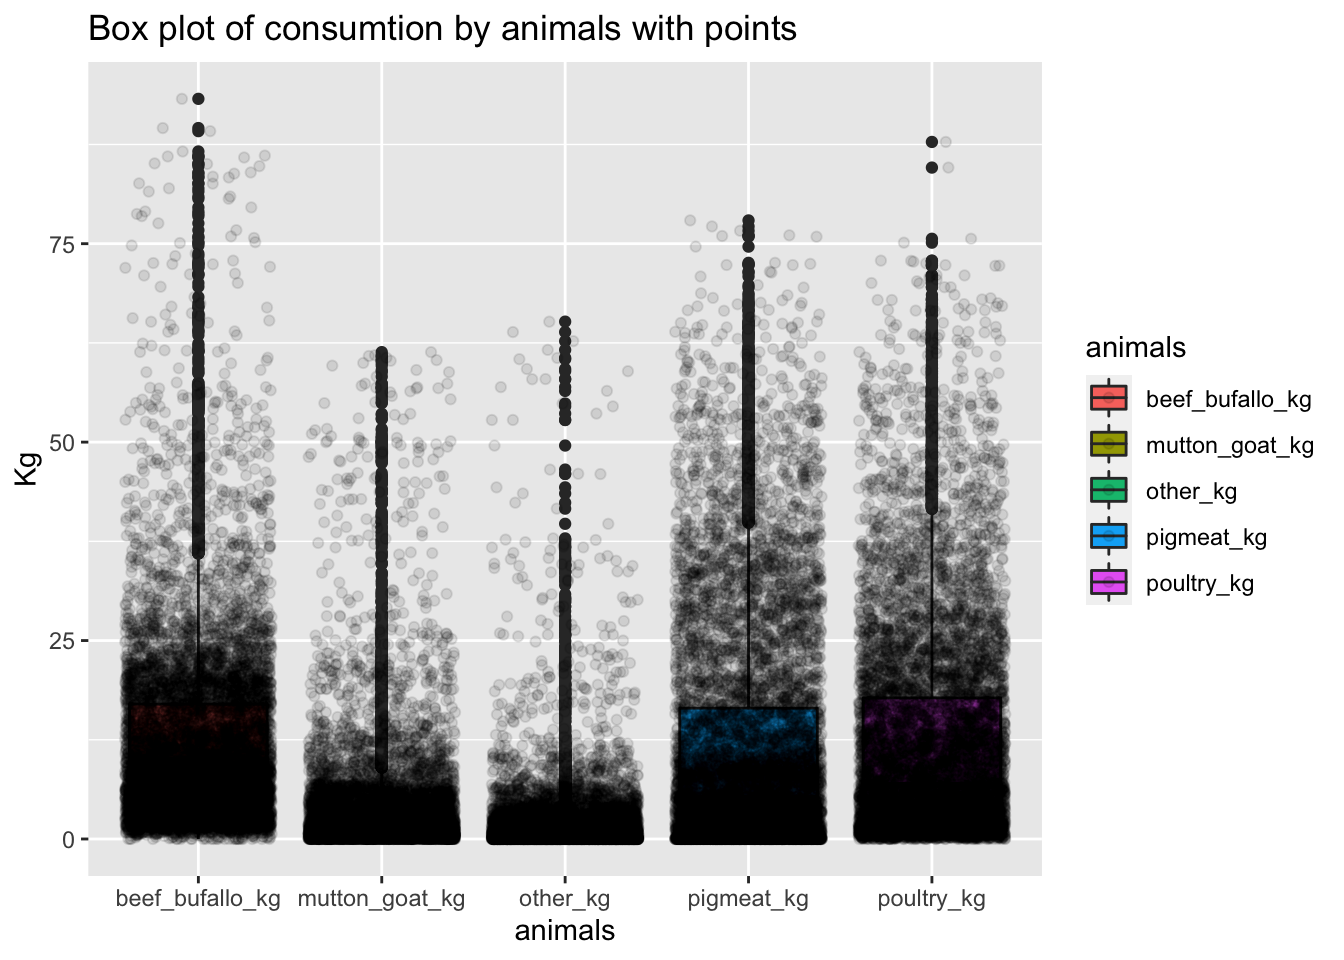 Box plot of consumtion by animals with points
Kg
75
50
25
0
beef_bufallo_kg mutton_goat_kg other_kg pigmeat_kg poultry_kg
animals
animals
beef_bufallo_kg
mutton_goat_kg
other_kg
pigmeat_kg
poultry_kg